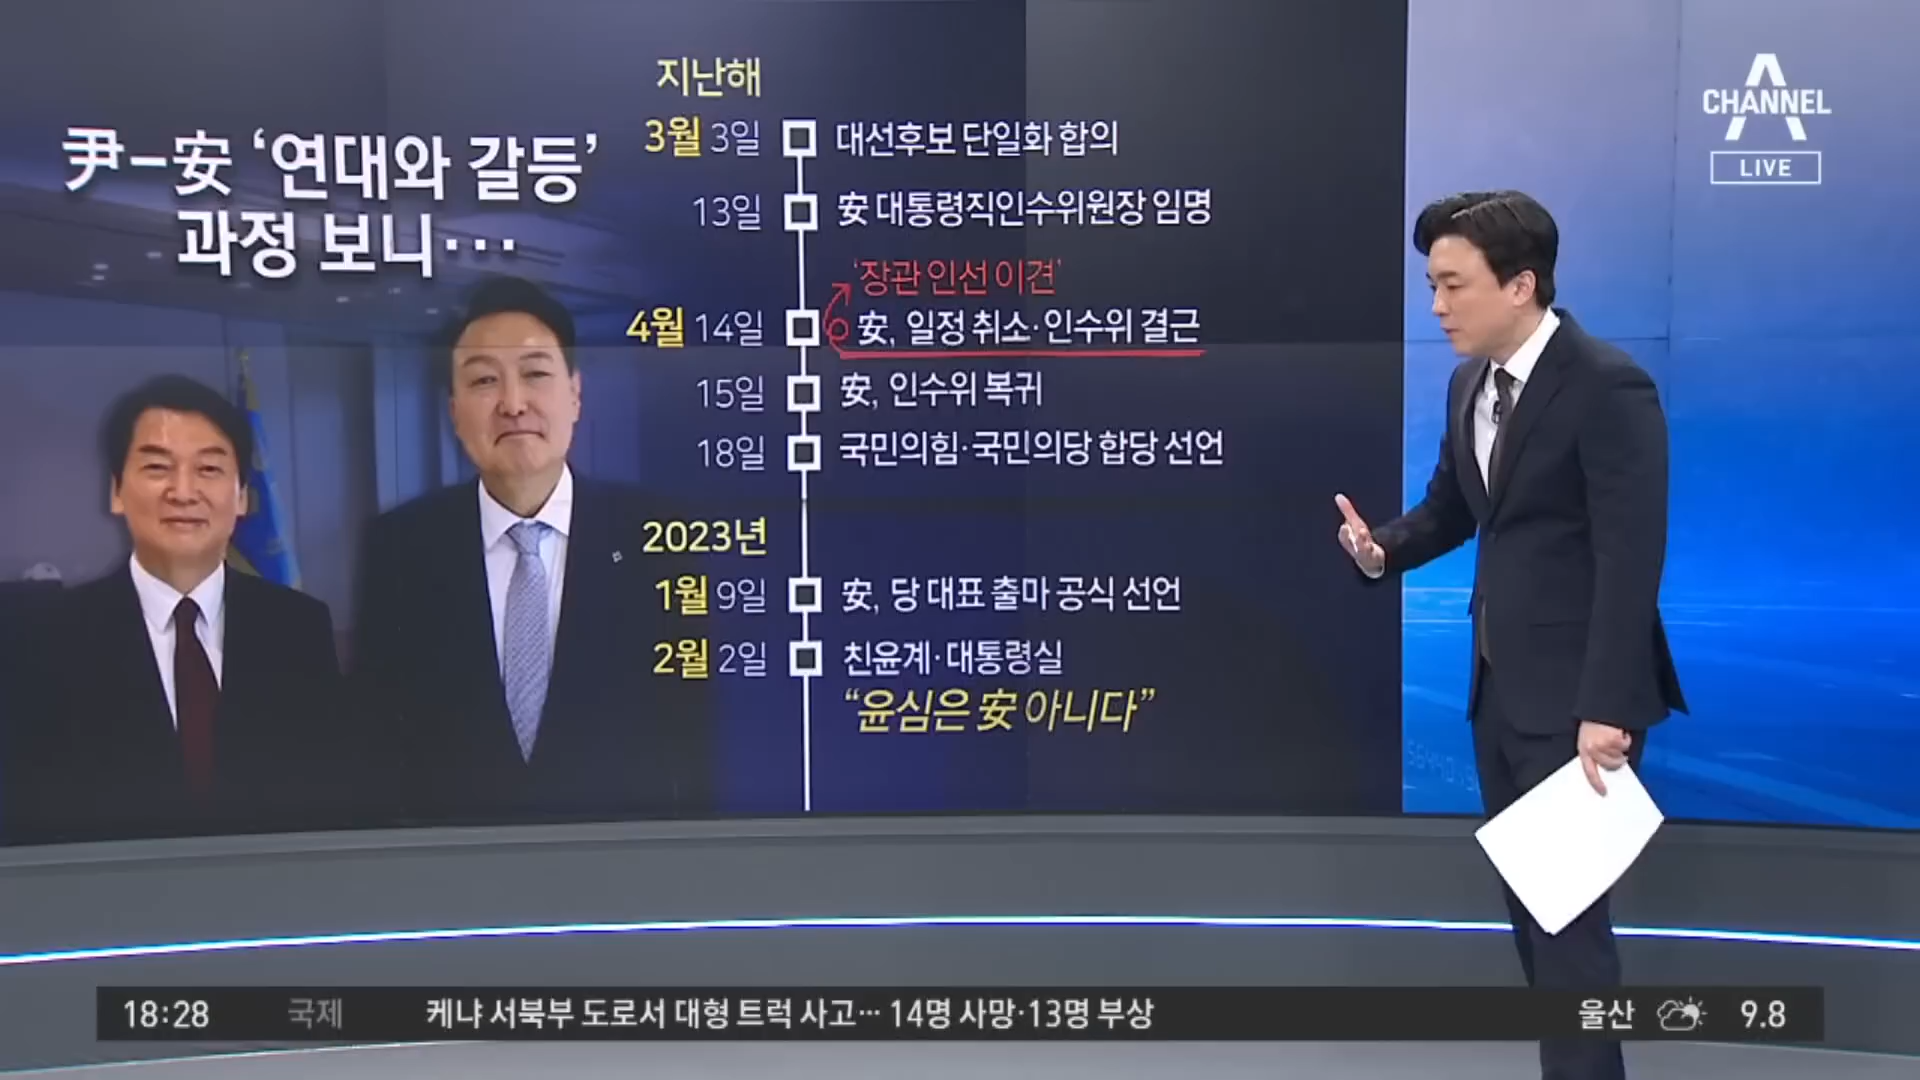 尹-安 ‘연대와 갈등’
과정 보니…
지난해
3월 3일 대선후보 단일화 합의
13일 安 대통령직인수위원장 임명
‘장관 인선 이견’
4월 14일 安, 일정 취소·인수위 결근
15일 安, 인수위 복귀
18일 국민의힘·국민의당 합당 선언
2023년
1월 9일 安, 당 대표 출마 공식 선언
2월 2일 친윤계·대통령실
“윤심은 安 아니다”
CHANNEL A
LIVE
18:28 국제 케냐 서북부 도로서 대형 트럭 사고… 14명 사망·13명 부상 울산 9.8